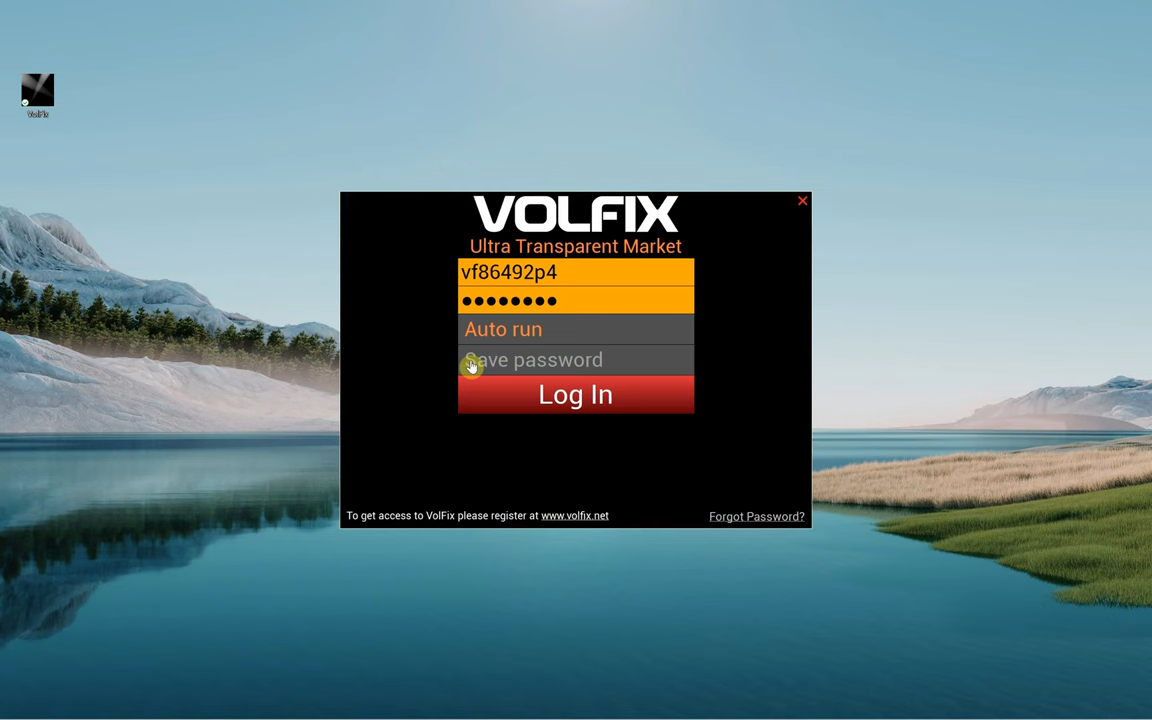 VolFix
VOLFIX
Ultra Transparent Market
vf86492p4
Auto run
Save password
Log In
To get access to VolFix please register at www.volfix.net
Forgot Password?